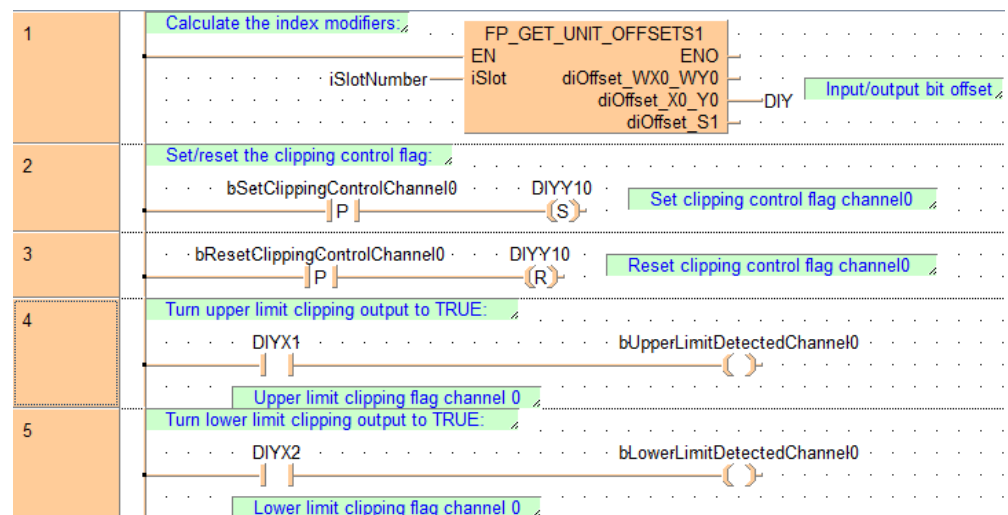 1
Calculate the index modifiers:
FP_GET_UNIT_OFFSETS1
EN ENO
iSlotNumber iSlot diOffset_WX0_WY0
diOffset_X0_Y0 DIY Input/output bit offset
diOffset_S1
2
Set/reset the clipping control flag:
bSetClippingControlChannel0 DIYY10
P (S) Set clipping control flag channel0
3
bResetClippingControlChannel0 DIYY10
P (R) Reset clipping control flag channel0
4
Turn upper limit clipping output to TRUE:
DIYX1 bUpperLimitDetectedChannel0
Upper limit clipping flag channel 0
5
Turn lower limit clipping output to TRUE:
DIYX2 bLowerLimitDetectedChannel0
Lower limit clipping flag channel 0